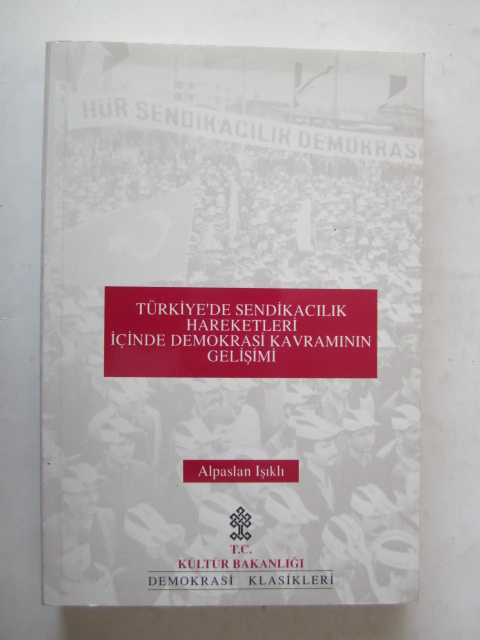 HÜR SENDİKACILIK DEMOKRASİ
TÜRKİYE'DE SENDİKACILIK
HAREKETLERİ
İÇİNDE DEMOKRASİ KAVRAMININ
GELİŞİMİ
Alpaslan Işıklı
T.C.
KÜLTÜR BAKANLIĞI
DEMOKRASİ KLASİKLERİ